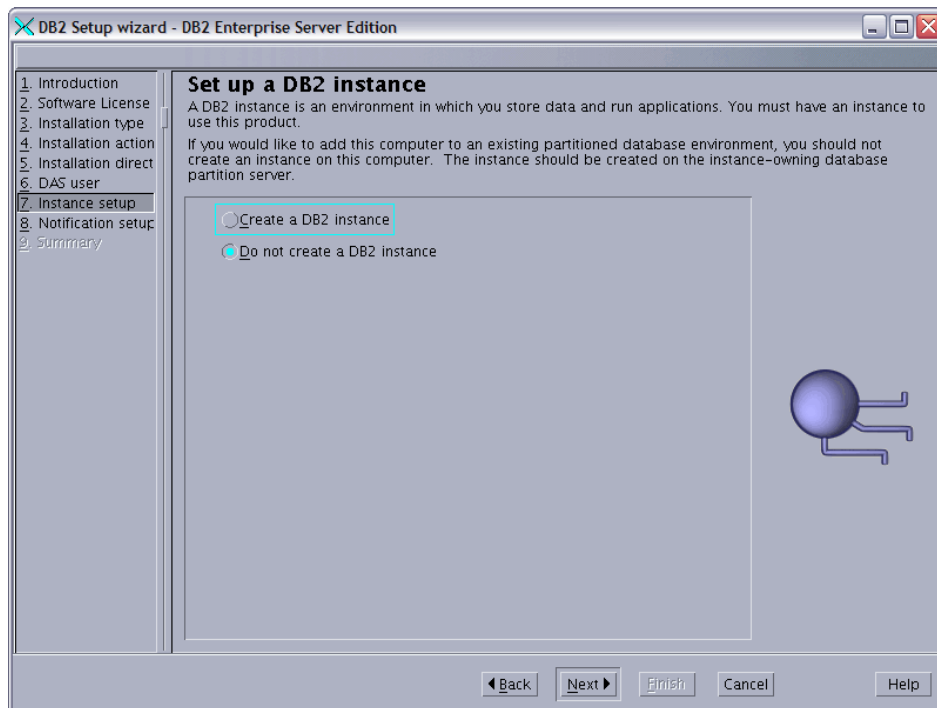 DB2 Setup wizard - DB2 Enterprise Server Edition
1. Introduction
2. Software License
3. Installation type
4. Installation action
5. Installation direct
6. DAS user
7. Instance setup
8. Notification setup
9. Summary
Set up a DB2 instance
A DB2 instance is an environment in which you store data and run applications. You must have an instance to
use this product.
If you would like to add this computer to an existing partitioned database environment, you should not
create an instance on this computer. The instance should be created on the instance-owning database
partition server.
Create a DB2 instance
Do not create a DB2 instance
Back
Next
Finish
Cancel
Help